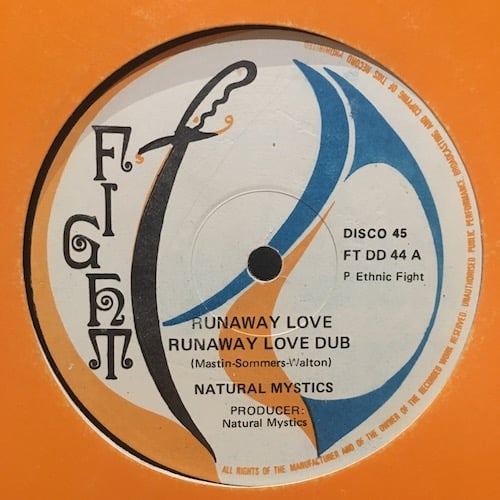 FIGHT
DISCO 45
FT DD 44 A
P Ethnic Fight
RUNAWAY LOVE
RUNAWAY LOVE DUB
(Mastin-Sommers-Walton)
NATURAL MYSTICS
PRODUCER:
Natural Mystics
ALL RIGHTS OF THE MANUFACTURER AND OF THE OWNER OF THE RECORDED WORK RESERVED. UNAUTHORISED PUBLIC PERFORMANCE, BROADCASTING AND COPYING OF THIS RECORD PROHIBITED